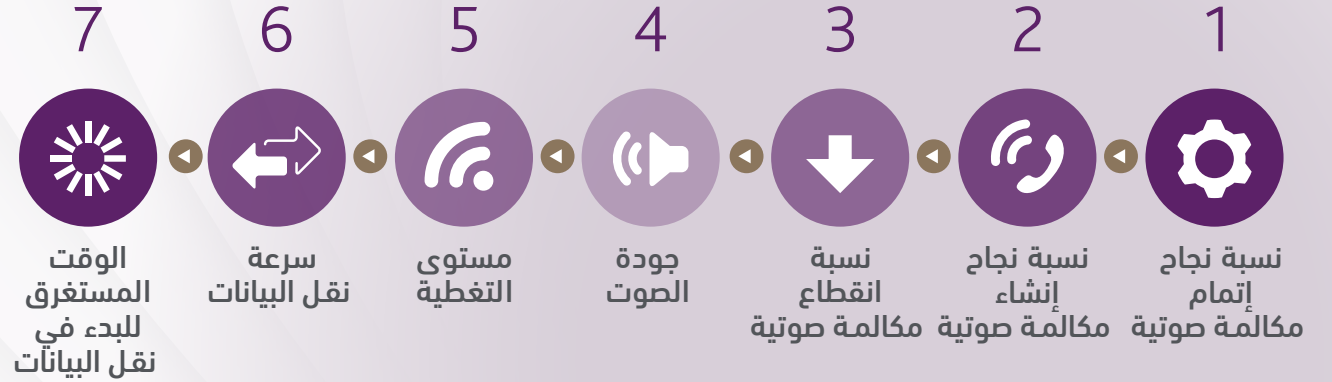 1
نسبة نجاح
إتمام
مكالمة صوتية
2
نسبة نجاح
إنشاء
مكالمة صوتية
3
نسبة
انقطاع
مكالمة صوتية
4
جودة
الصوت
5
مستوى
التغطية
6
سرعة
نقل البيانات
7
الوقت
المستغرق
للبدء في
نقل البيانات